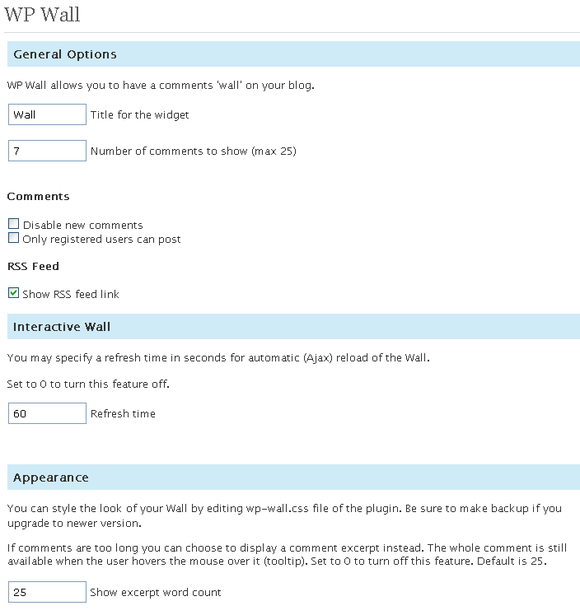 WP Wall
General Options
WP Wall allows you to have a comments 'wall' on your blog.
Wall Title for the widget
7 Number of comments to show (max 25)
Comments
Disable new comments
Only registered users can post
RSS Feed
Show RSS feed link
Interactive Wall
You may specify a refresh time in seconds for automatic (Ajax) reload of the Wall.
Set to 0 to turn this feature off.
60 Refresh time
Appearance
You can style the look of your Wall by editing wp-wall.css file of the plugin. Be sure to make backup if you
upgrade to newer version.
If comments are too long you can choose to display a comment excerpt instead. The whole comment is still
available when the user hovers the mouse over it (tooltip). Set to 0 to turn off this feature. Default is 25.
25 Show excerpt word count